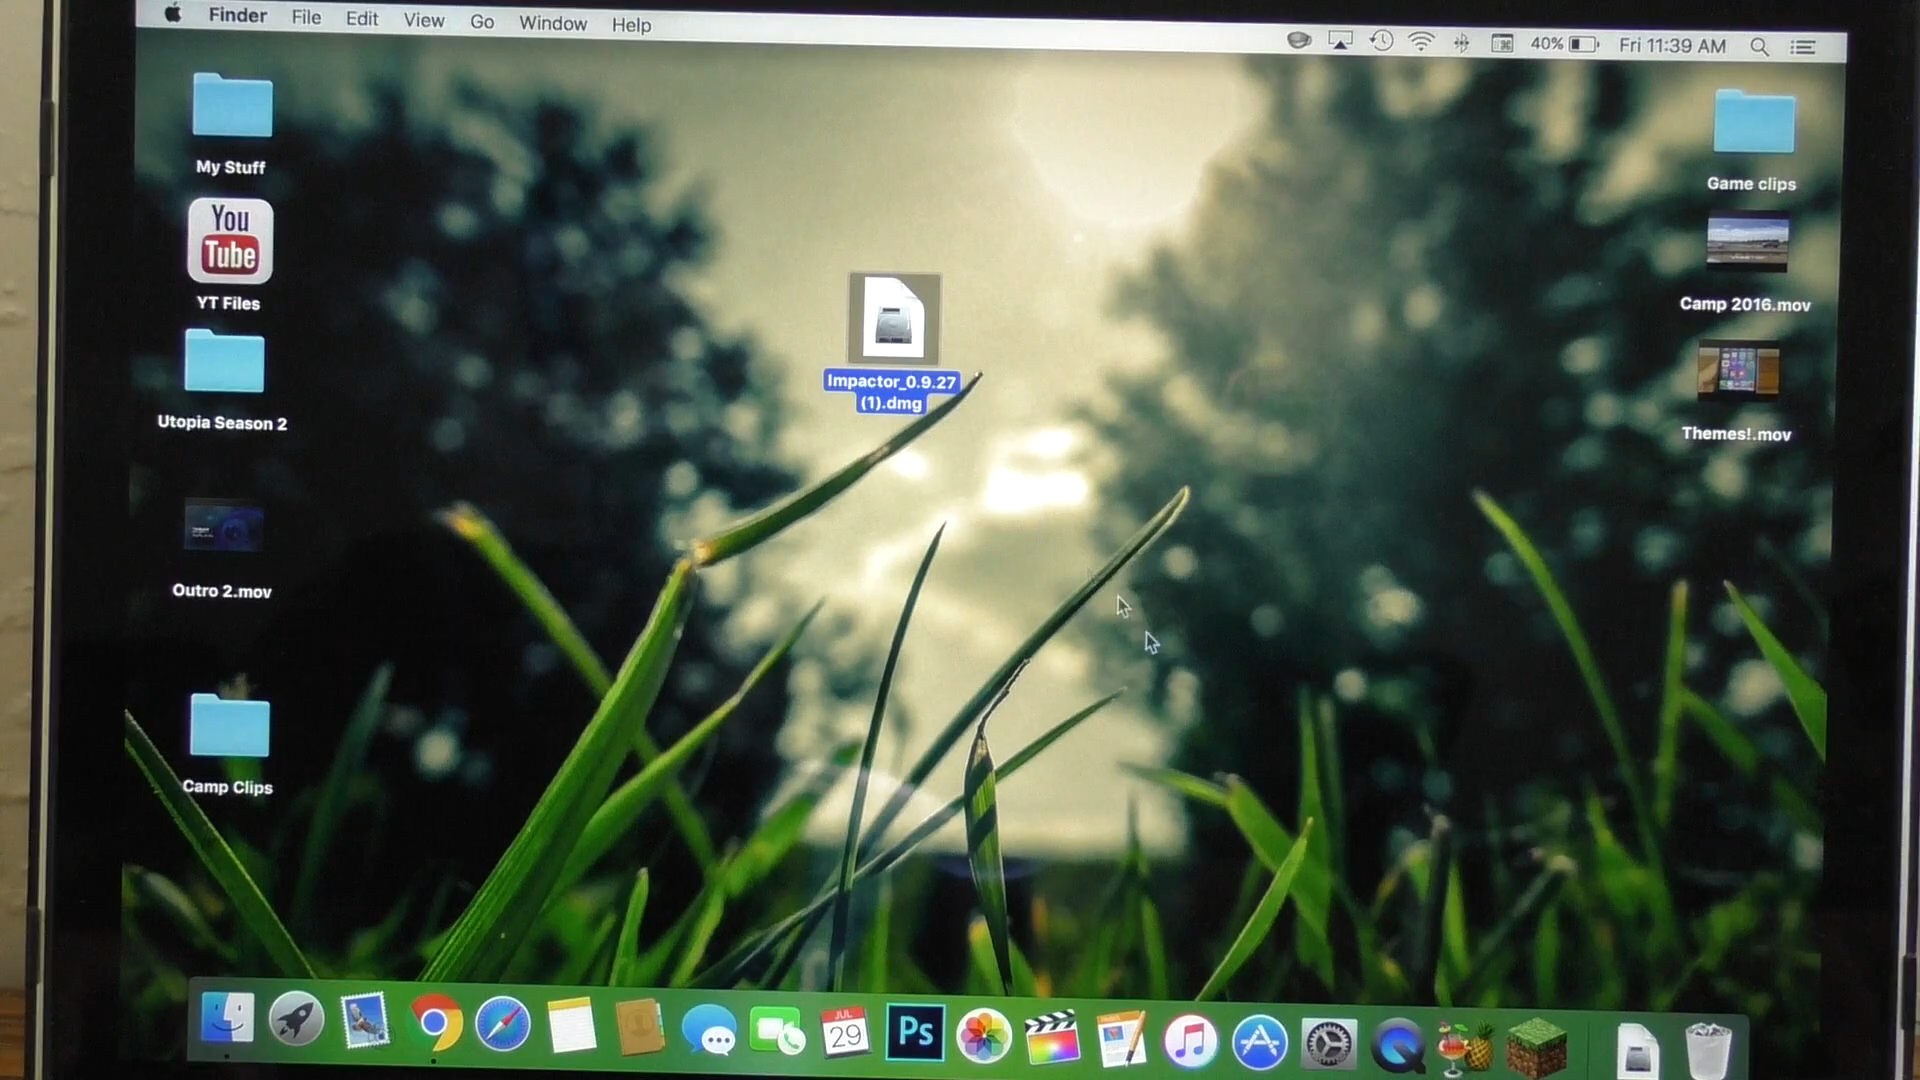 Finder File Edit View Go Window Help
40% Fri 11:39 AM
My Stuff
You
Tube
YT Files
Utopia Season 2
Outro 2.mov
Camp Clips
Impactor_0.9.27
(1).dmg
Game clips
Camp 2016.mov
Themes!.mov
JUL
29
Ps